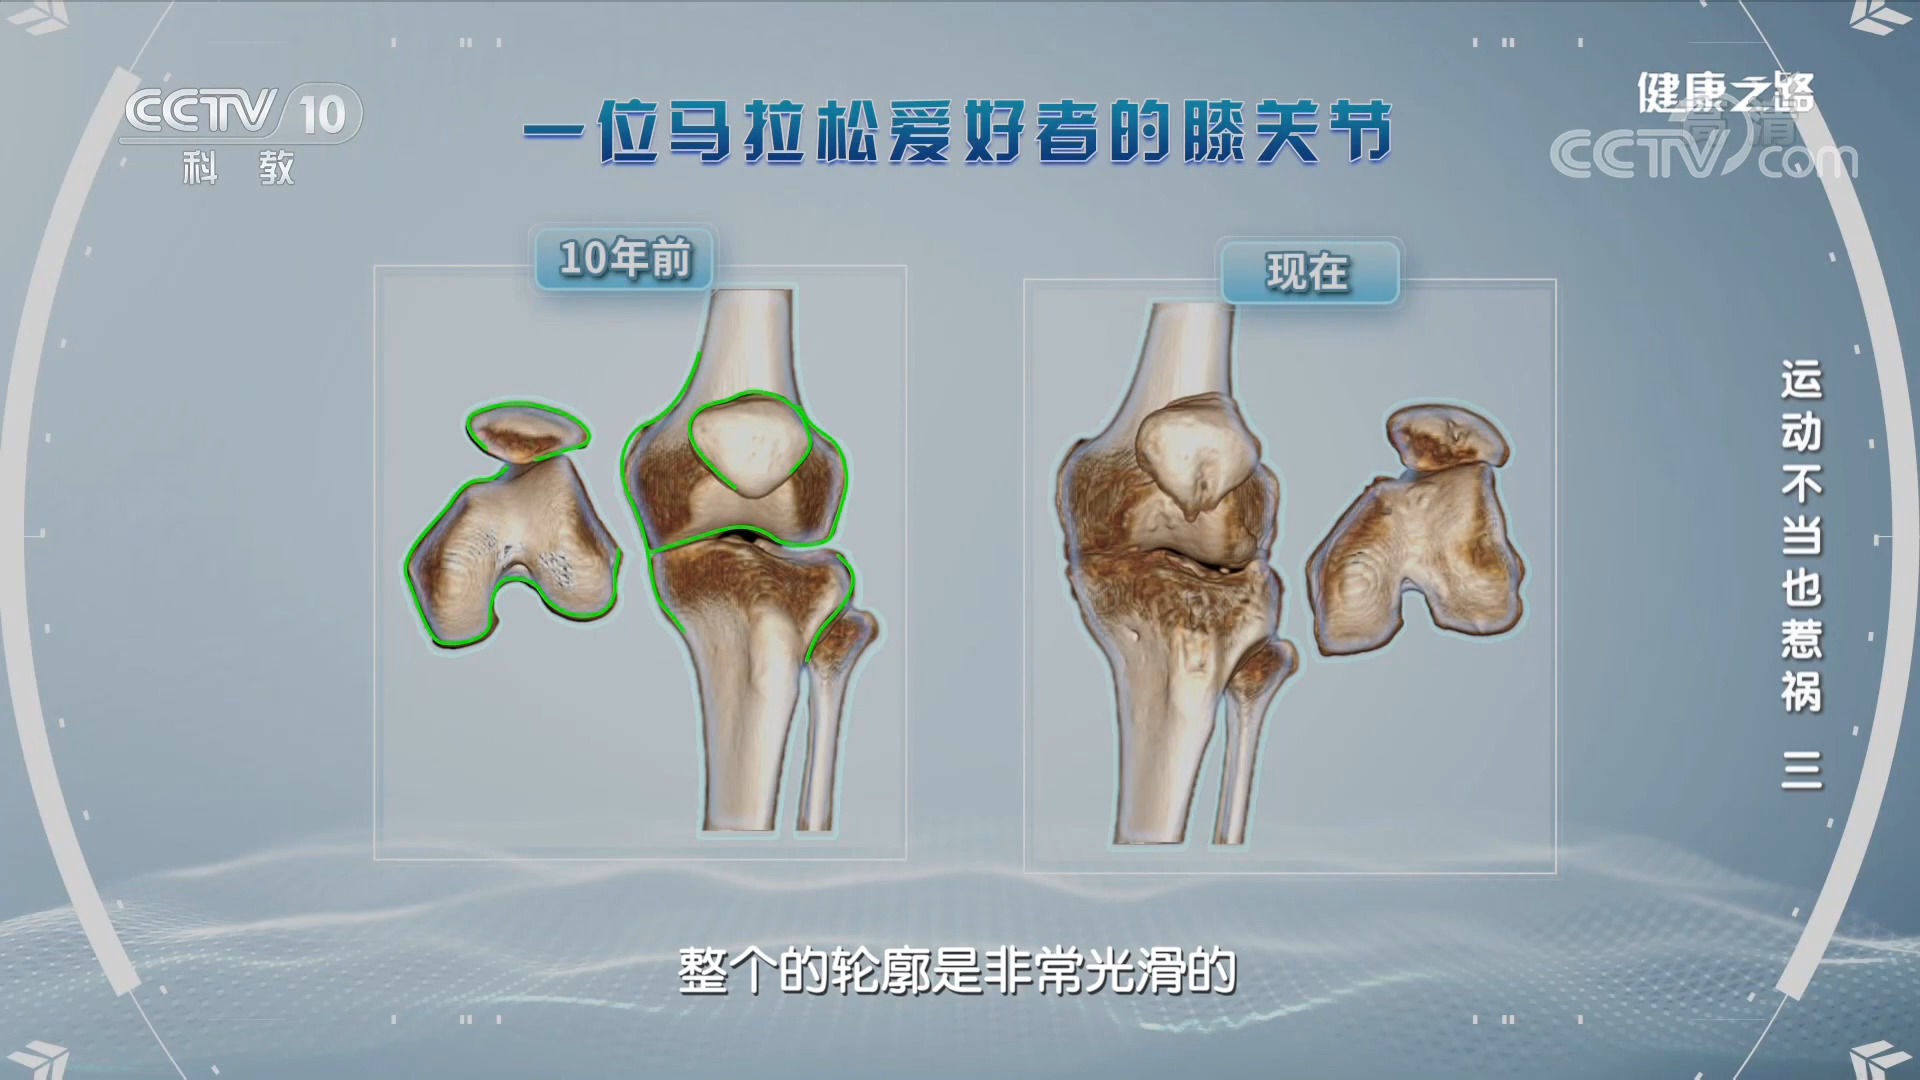 一位马拉松爱好者的膝关节
CCTV 10
科教
健康之路
高清
CCTV.com
10年前
现在
运动不当也惹祸 三
整个的轮廓是非常光滑的